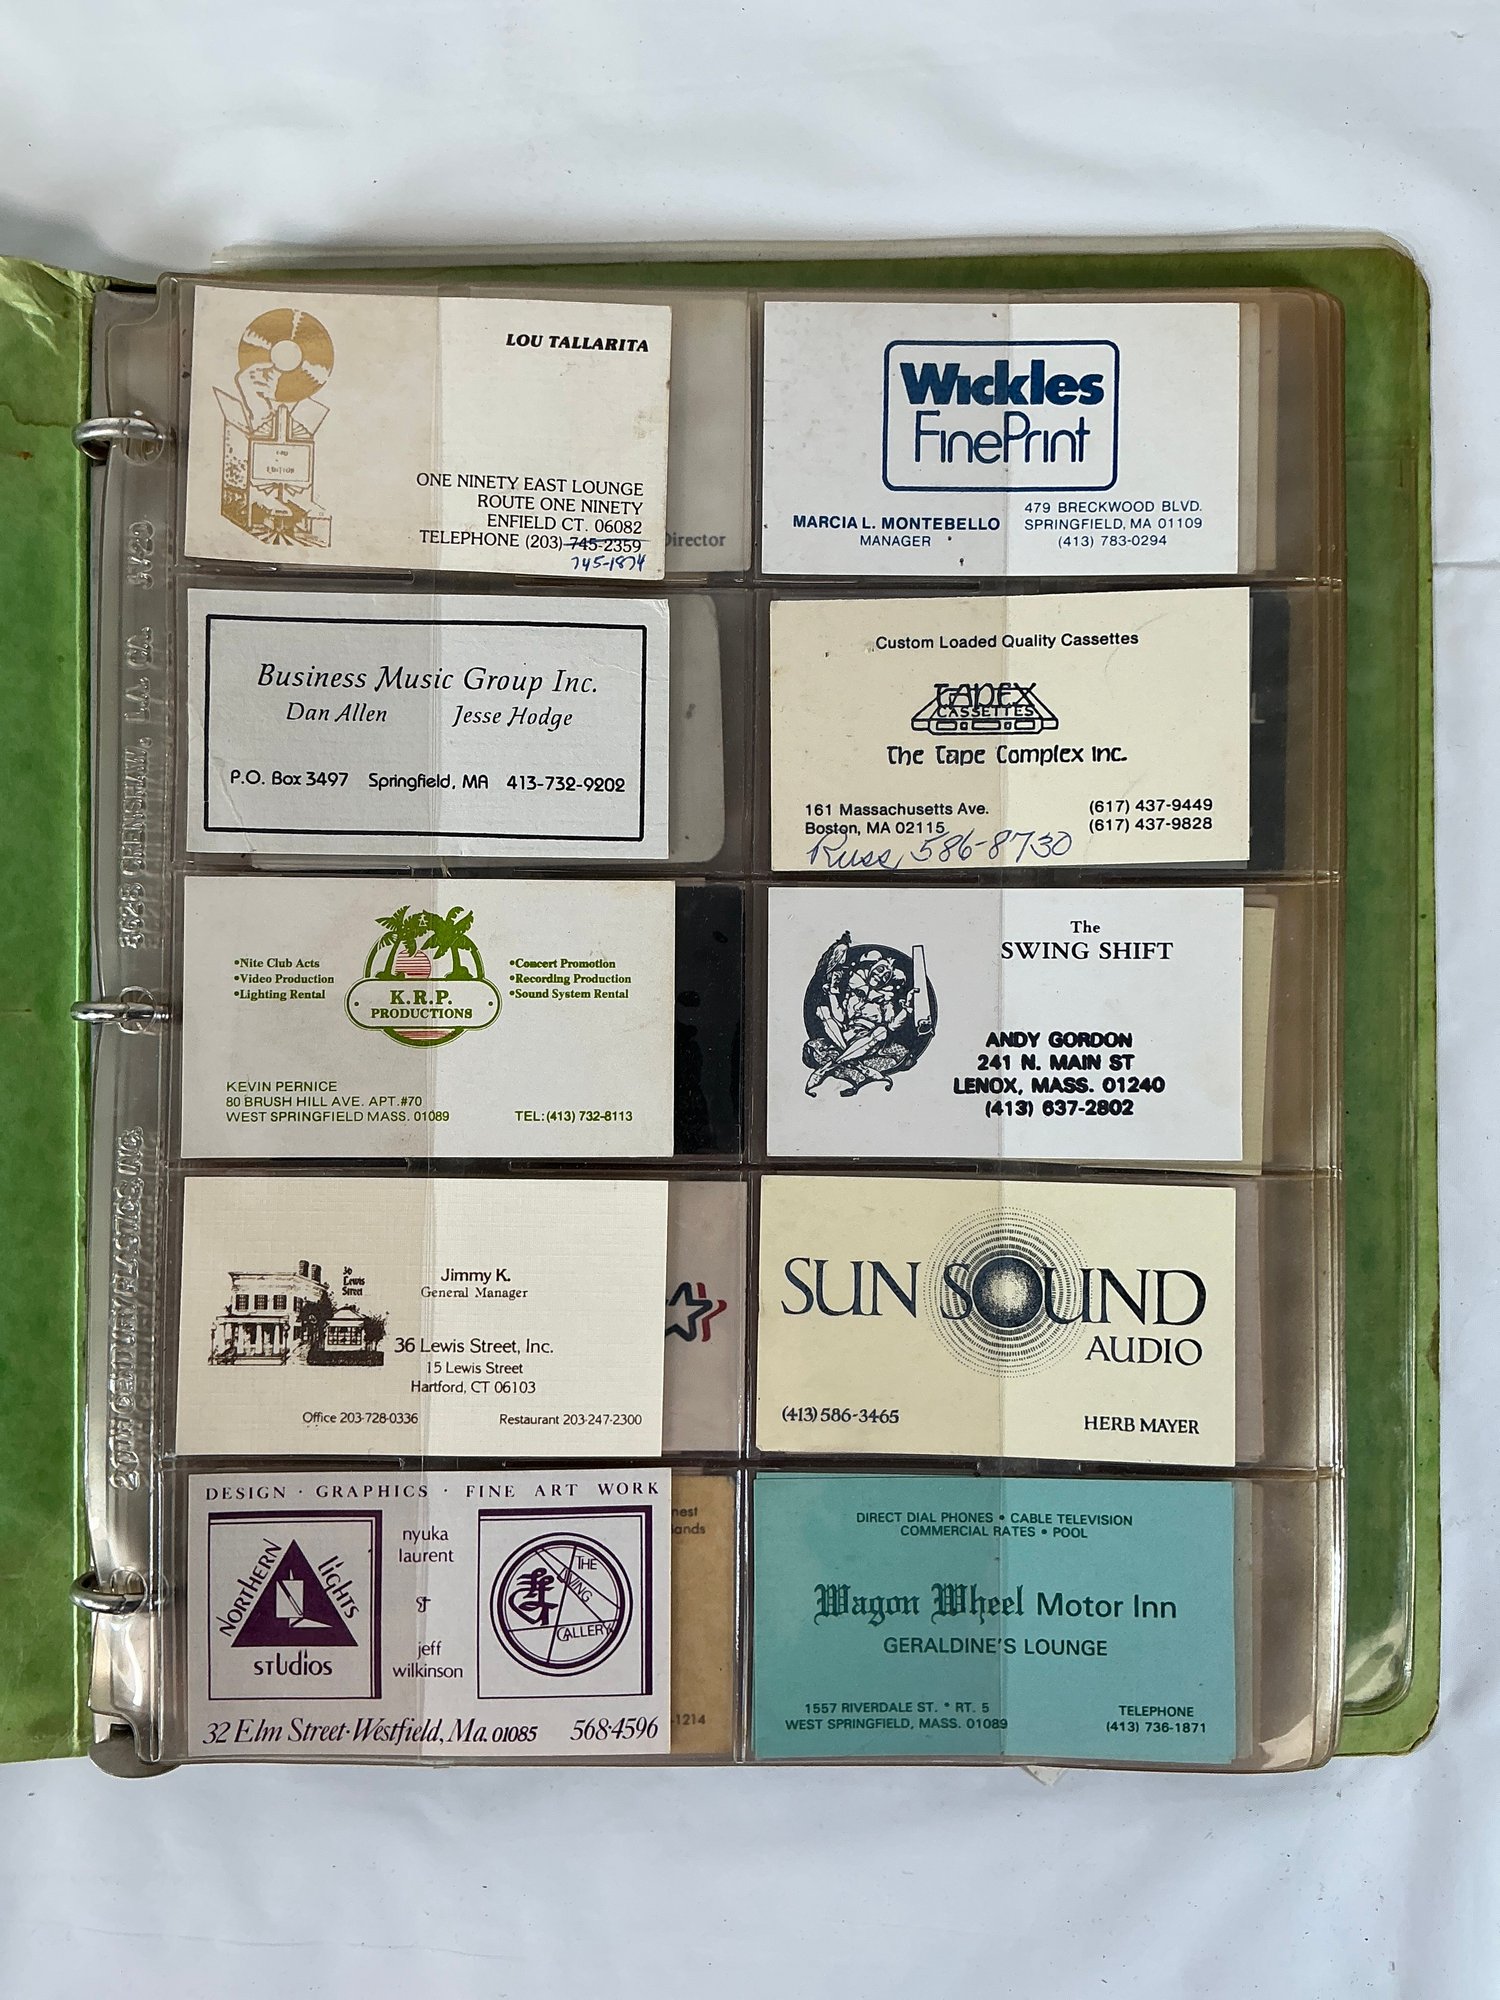 LOU TALLARITA
EDITION
ONE NINETY EAST LOUNGE
ROUTE ONE NINETY
ENFIELD CT. 06082
TELEPHONE (203) 745-2359
745-1874
Director
Wickles
FinePrint
MARCIA L. MONTEBELLO
MANAGER
479 BRECKWOOD BLVD.
SPRINGFIELD, MA 01109
(413) 783-0294
Business Music Group Inc.
Dan Allen Jesse Hodge
P.O. Box 3497 Springfield, MA 413-732-9202
Custom Loaded Quality Cassettes
TAPEX
CASSETTES
The Tape Complex Inc.
161 Massachusetts Ave.
Boston, MA 02115
(617) 437-9449
(617) 437-9828
Russ, 586-8730
•Nite Club Acts
•Video Production
•Lighting Rental
K.R.P.
PRODUCTIONS
•Concert Promotion
•Recording Production
•Sound System Rental
KEVIN PERNICE
80 BRUSH HILL AVE. APT.#70
WEST SPRINGFIELD MASS. 01089
TEL:(413) 732-8113
The
SWING SHIFT
ANDY GORDON
241 N. MAIN ST
LENOX, MASS. 01240
(413) 637-2802
36
Lewis
Street
Jimmy K.
General Manager
36 Lewis Street, Inc.
15 Lewis Street
Hartford, CT 06103
Office 203-728-0336 Restaurant 203-247-2300
SUN SOUND
AUDIO
(413) 586-3465
HERB MAYER
DESIGN · GRAPHICS · FINE ART WORK
NORTHERN lights
studios
nyuka
laurent
&
jeff
wilkinson
THE
LIVING
GALLERY
32 Elm Street·Westfield, Ma. 01085 568·4596
nest
ands
-1214
DIRECT DIAL PHONES • CABLE TELEVISION
COMMERCIAL RATES • POOL
Wagon Wheel Motor Inn
GERALDINE'S LOUNGE
1557 RIVERDALE ST. • RT. 5
WEST SPRINGFIELD, MASS. 01089
TELEPHONE
(413) 736-1871